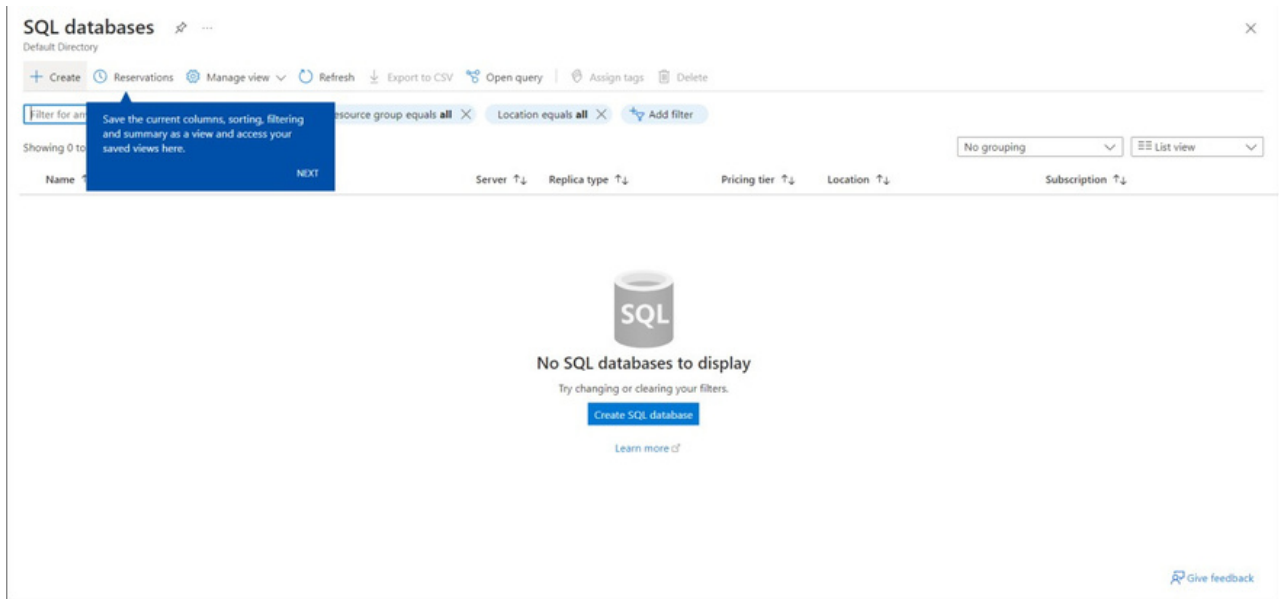 SQL databases ...
Default Directory
+ Create Reservations Manage view Refresh Export to CSV Open query Assign tags Delete
Filter for an esource group equals all Location equals all Add filter
Save the current columns, sorting, filtering
and summary as a view and access your
saved views here.
NEXT
Showing 0 to
No grouping List view
Name Server Replica type Pricing tier Location Subscription
SQL
No SQL databases to display
Try changing or clearing your filters.
Create SQL database
Learn more
Give feedback